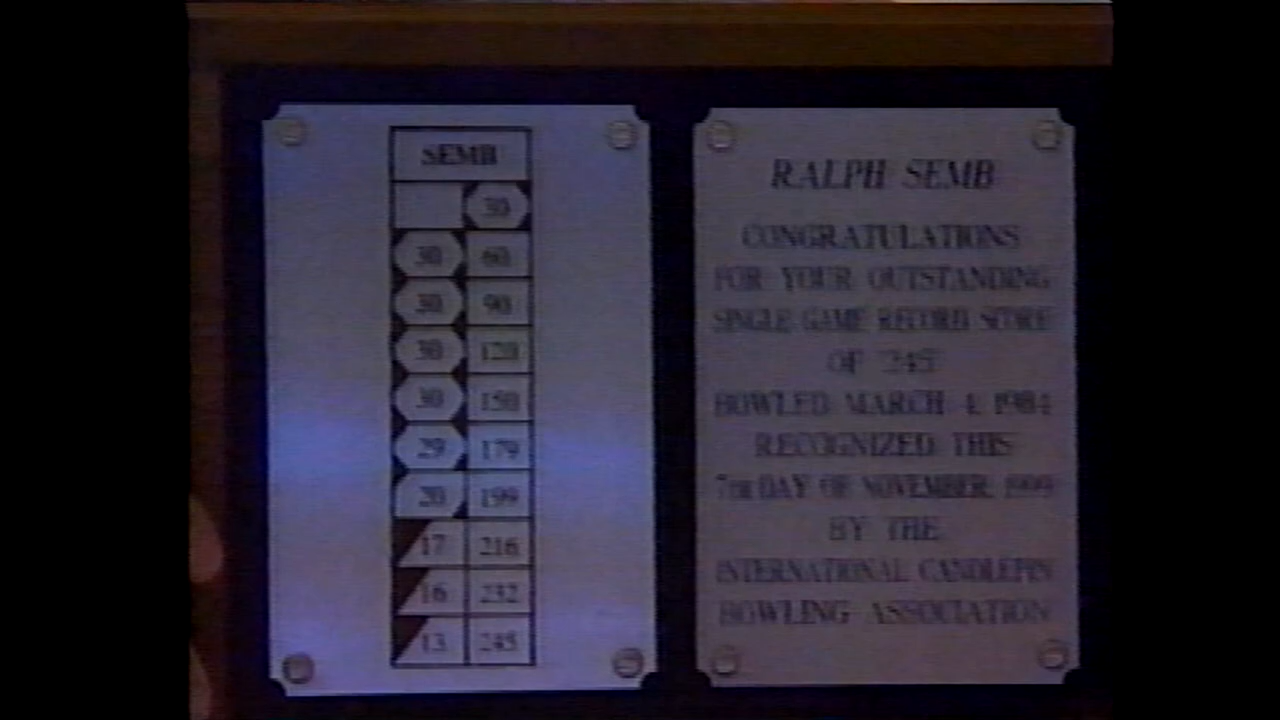 SEMB
30
30 60
30 90
30 120
30 150
29 179
20 199
17 216
16 232
13 245
RALPH SEMB
CONGRATULATIONS
FOR YOUR OUTSTANDING
SINGLE GAME RECORD SCORE
OF "245"
BOWLED MARCH 4, 1984
RECOGNIZED THIS
7TH DAY OF NOVEMBER, 1999
BY THE
INTERNATIONAL CANDLEPIN
BOWLING ASSOCIATION